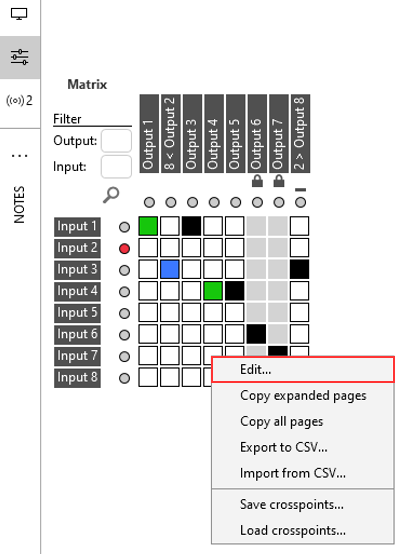 2
...
NOTES
Matrix
Filter
Output:
Input:
Output 1
8 < Output 2
Output 3
Output 4
Output 5
Output 6
Output 7
2 > Output 8
Input 1
Input 2
Input 3
Input 4
Input 5
Input 6
Input 7
Input 8
Edit...
Copy expanded pages
Copy all pages
Export to CSV...
Import from CSV...
Save crosspoints...
Load crosspoints...